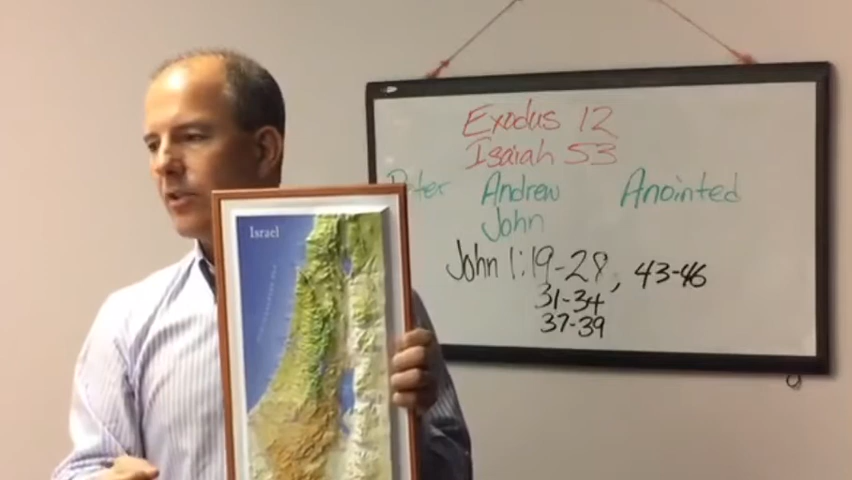 Exodus 12
Isaiah 53
Peter Andrew Anointed
John
John 1:19-28, 43-46
31-34
37-39
Israel